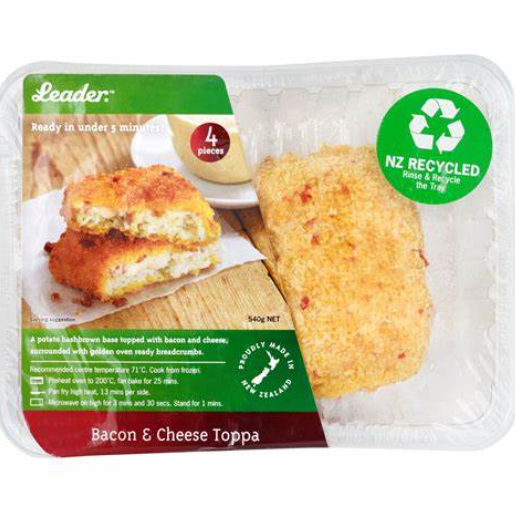 Leader™
Ready in under 5 minutes!
4
pieces
NZ RECYCLED
Rinse & Recycle
the Tray
Serving suggestion
540g NET
A potato hashbrown base topped with bacon and cheese,
surrounded with golden oven ready breadcrumbs.
Recommended centre temperature 71°C. Cook from frozen.
Preheat oven to 200°C, fan bake for 25 mins.
Pan fry high heat, 13 mins per side.
Microwave on high for 3 mins and 30 secs. Stand for 1 mins.
PROUDLY MADE IN
NEW ZEALAND
Bacon & Cheese Toppa